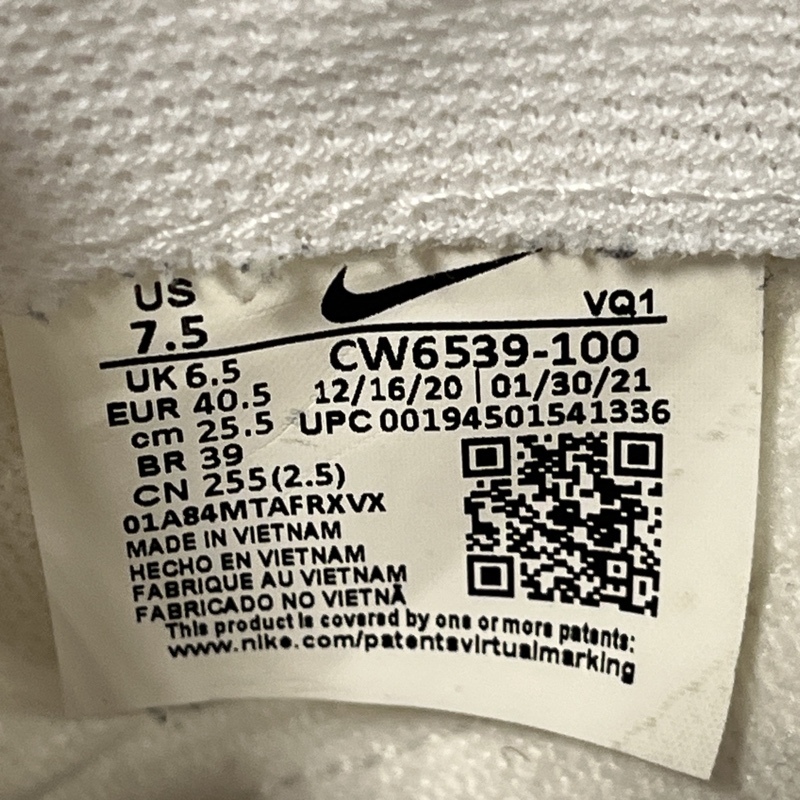 US
7.5
VQ1
UK 6.5
EUR 40.5
cm 25.5
BR 39
CN 255(2.5)
CW6539-100
12/16/20 | 01/30/21
UPC 00194501541336
01A84MTAFRXVX
MADE IN VIETNAM
HECHO EN VIETNAM
FABRIQUE AU VIETNAM
FABRICADO NO VIETNÃ
This product is covered by one or more patents:
www.nike.com/patentsvirtualmarking